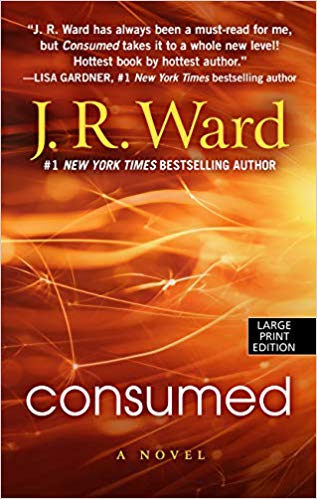 “J. R. Ward has always been a must-read for me,
but Consumed takes it to a whole new level!
Hottest book by hottest author.”
—LISA GARDNER, #1 New York Times bestselling author
J. R. Ward
#1 NEW YORK TIMES BESTSELLING AUTHOR
LARGE
PRINT
EDITION
consumed
A NOVEL